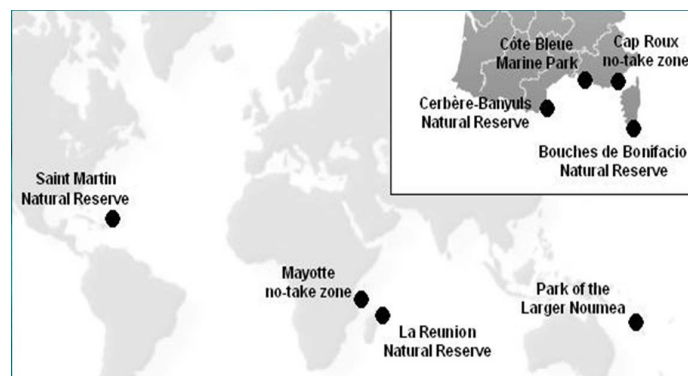 Côte Bleue
Marine Park
Cap Roux
no-take zone
Cerbère-Banyuls
Natural Reserve
Bouches de Bonifacio
Natural Reserve
Saint Martin
Natural Reserve
Mayotte
no-take zone
La Reunion
Natural Reserve
Park of the
Larger Noumea